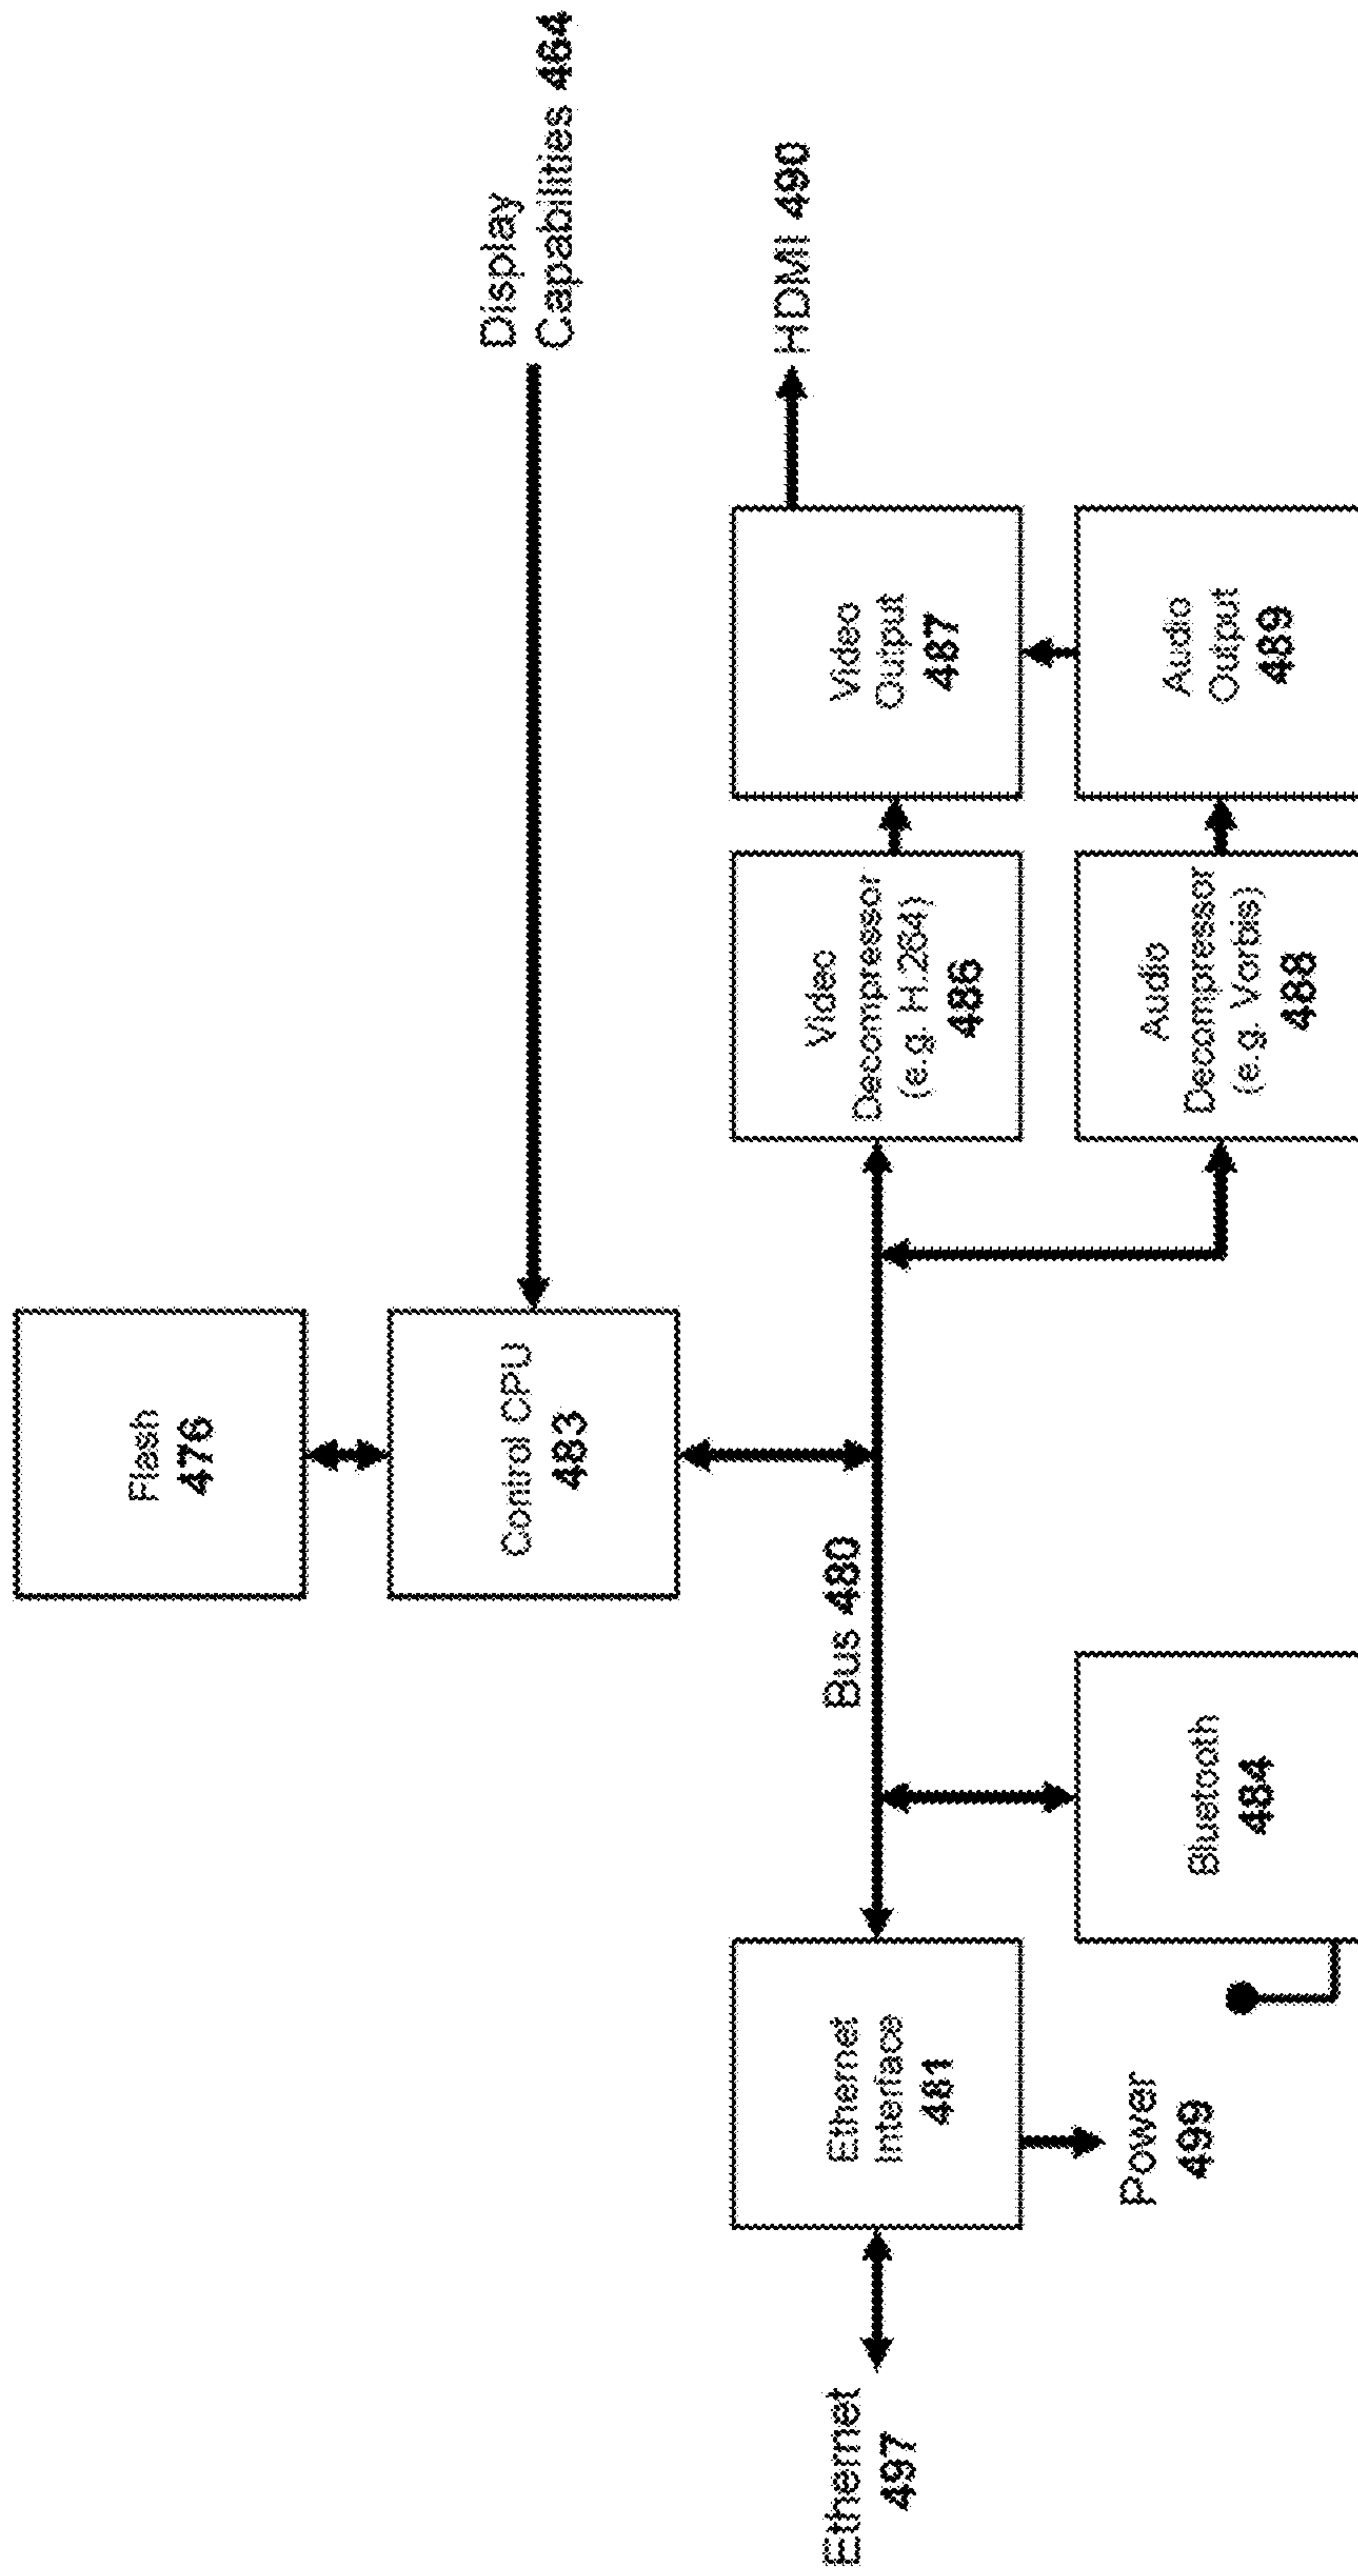 Flash
476
Display
Capabilities 464
Control CPU
483
HDMI 490
Bus 480
Ethernet
497
Ethernet
Interface
481
Video
Decompressor
(e.g. H.264)
486
Video
Output
487
Power
499
Bluetooth
484
Audio
Decompressor
(e.g. Vorbis)
488
Audio
Output
489